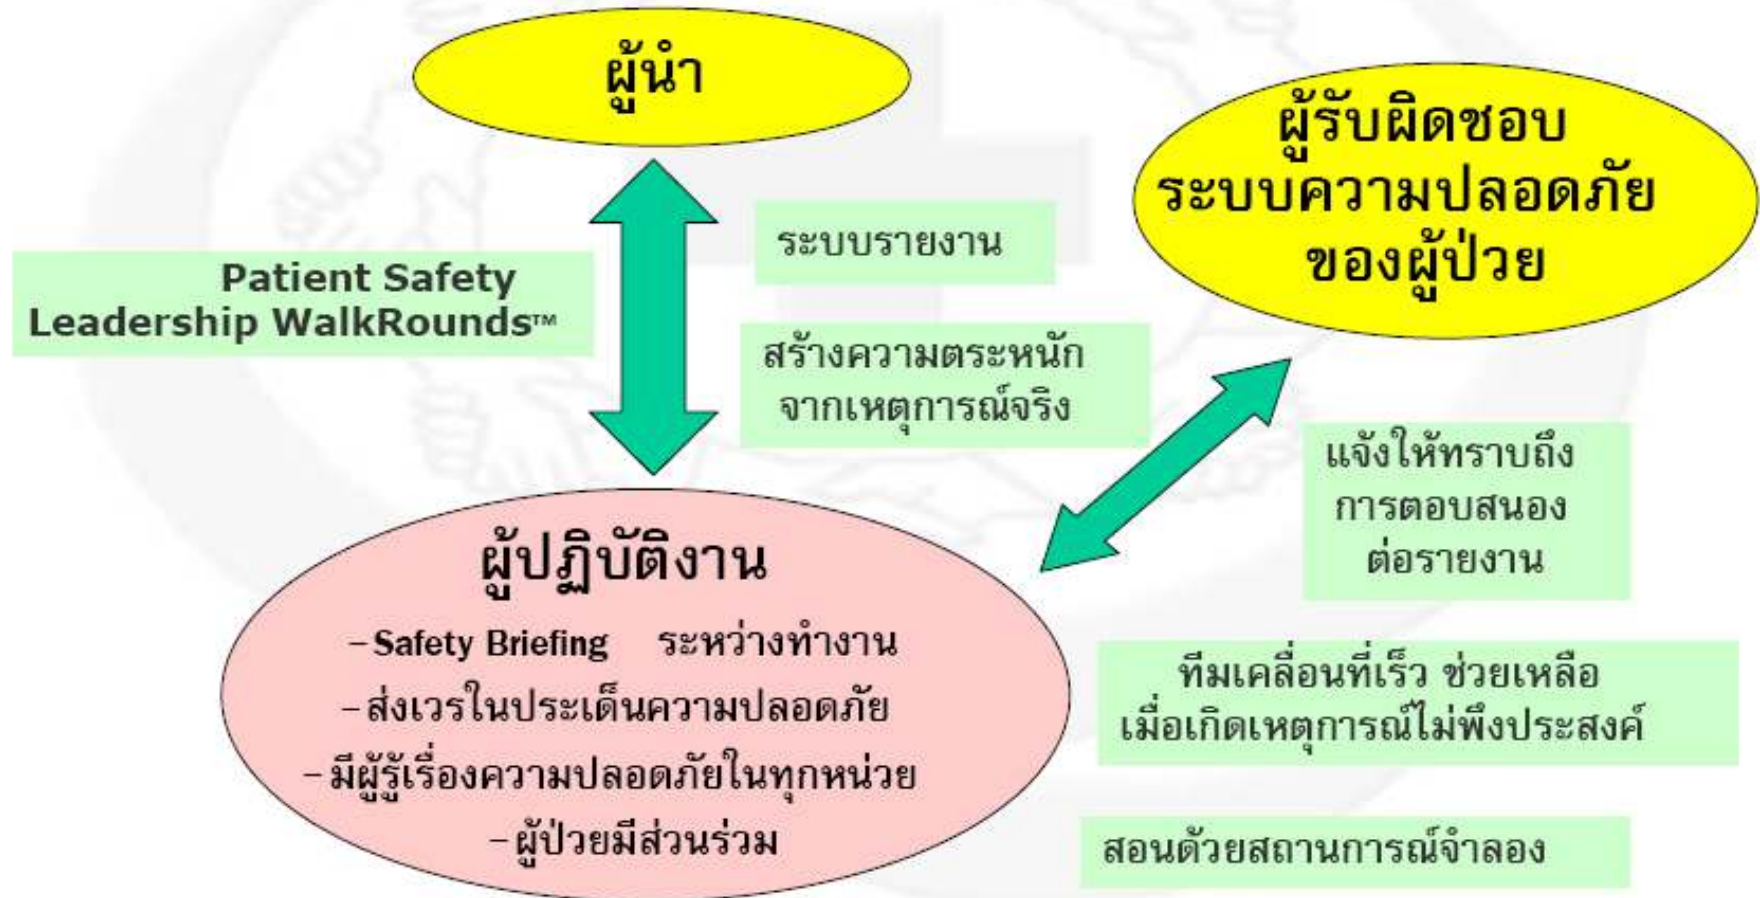 ผู้นำ
ผู้รับผิดชอบ
ระบบความปลอดภัย
ของผู้ป่วย
Patient Safety
Leadership WalkRounds™
ระบบรายงาน
สร้างความตระหนัก
จากเหตุการณ์จริง
แจ้งให้ทราบถึง
การตอบสนอง
ต่อรายงาน
ผู้ปฏิบัติงาน
–Safety Briefing ระหว่างทำงาน
–ส่งเวรในประเด็นความปลอดภัย
–มีผู้รู้เรื่องความปลอดภัยในทุกหน่วย
–ผู้ป่วยมีส่วนร่วม
ทีมเคลื่อนที่เร็ว ช่วยเหลือ
เมื่อเกิดเหตุการณ์ไม่พึงประสงค์
สอนด้วยสถานการณ์จำลอง